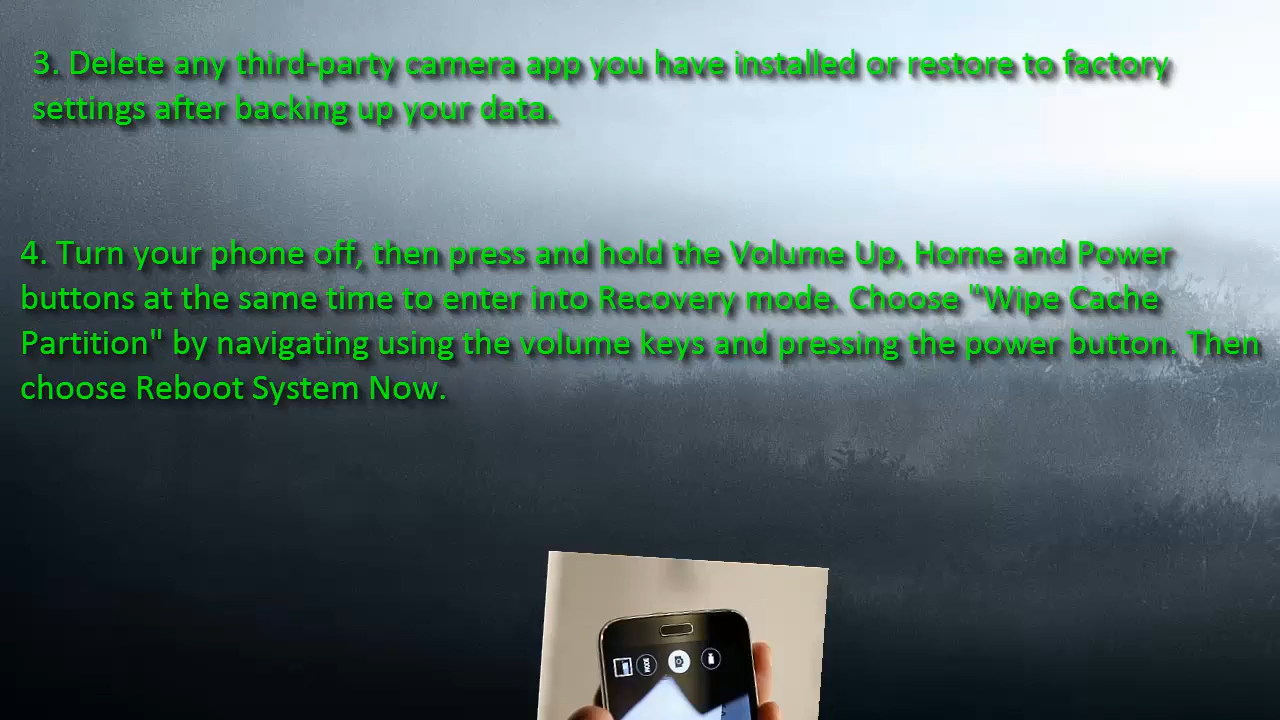 3. Delete any third-party camera app you have installed or restore to factory
settings after backing up your data.
4. Turn your phone off, then press and hold the Volume Up, Home and Power
buttons at the same time to enter into Recovery mode. Choose "Wipe Cache
Partition" by navigating using the volume keys and pressing the power button. Then
choose Reboot System Now.
MODE